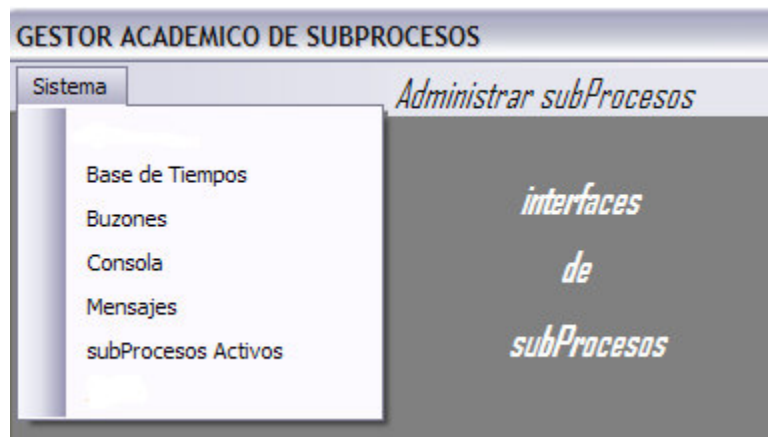 GESTOR ACADEMICO DE SUBPROCESOS
Sistema
Administrar subProcesos
Base de Tiempos
Buzones
Consola
Mensajes
subProcesos Activos
interfaces
de
subProcesos